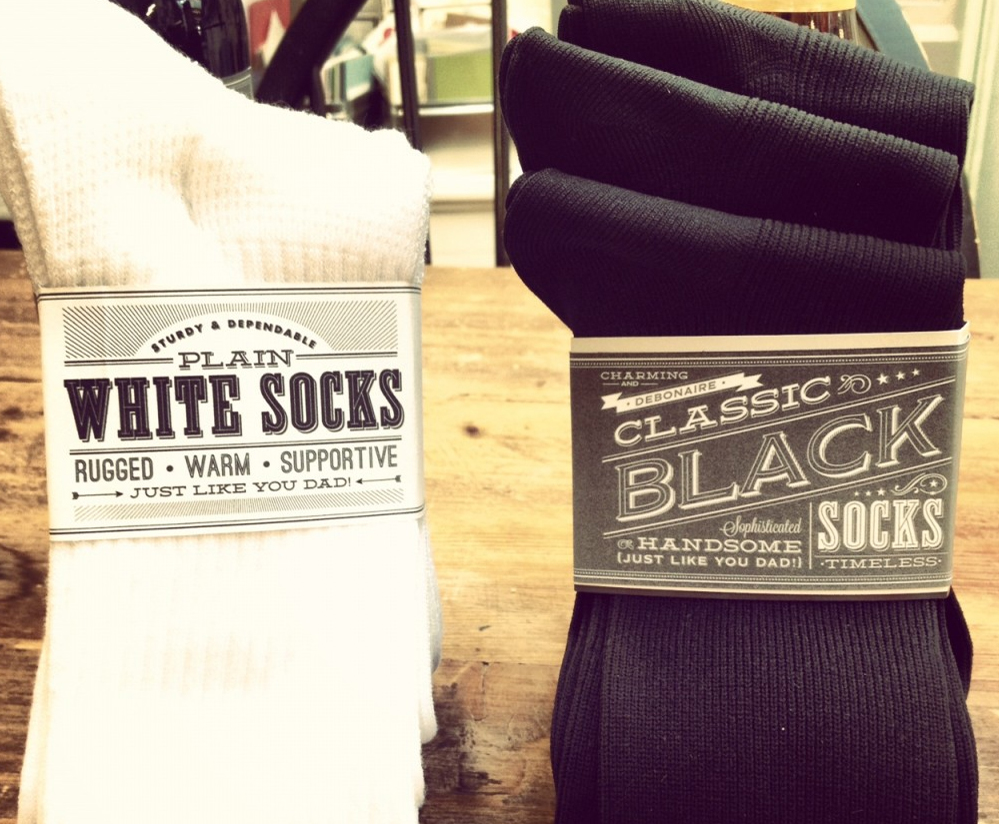 STURDY & DEPENDABLE
PLAIN
WHITE SOCKS
RUGGED • WARM • SUPPORTIVE
JUST LIKE YOU DAD!
CHARMING
AND
• DEBONAIRE •
CLASSIC
BLACK
SOCKS
•TIMELESS•
Sophisticated
OR HANDSOME
(JUST LIKE YOU DAD!)